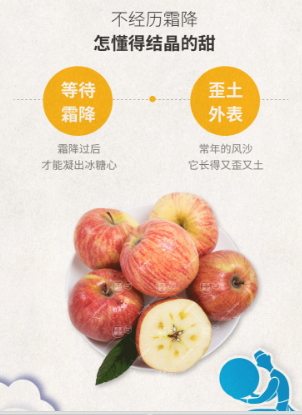 不经历霜降
怎懂得结晶的甜
等待
霜降
歪土
外表
霜降过后
才能凝出冰糖心
常年的风沙
它长得又歪又土